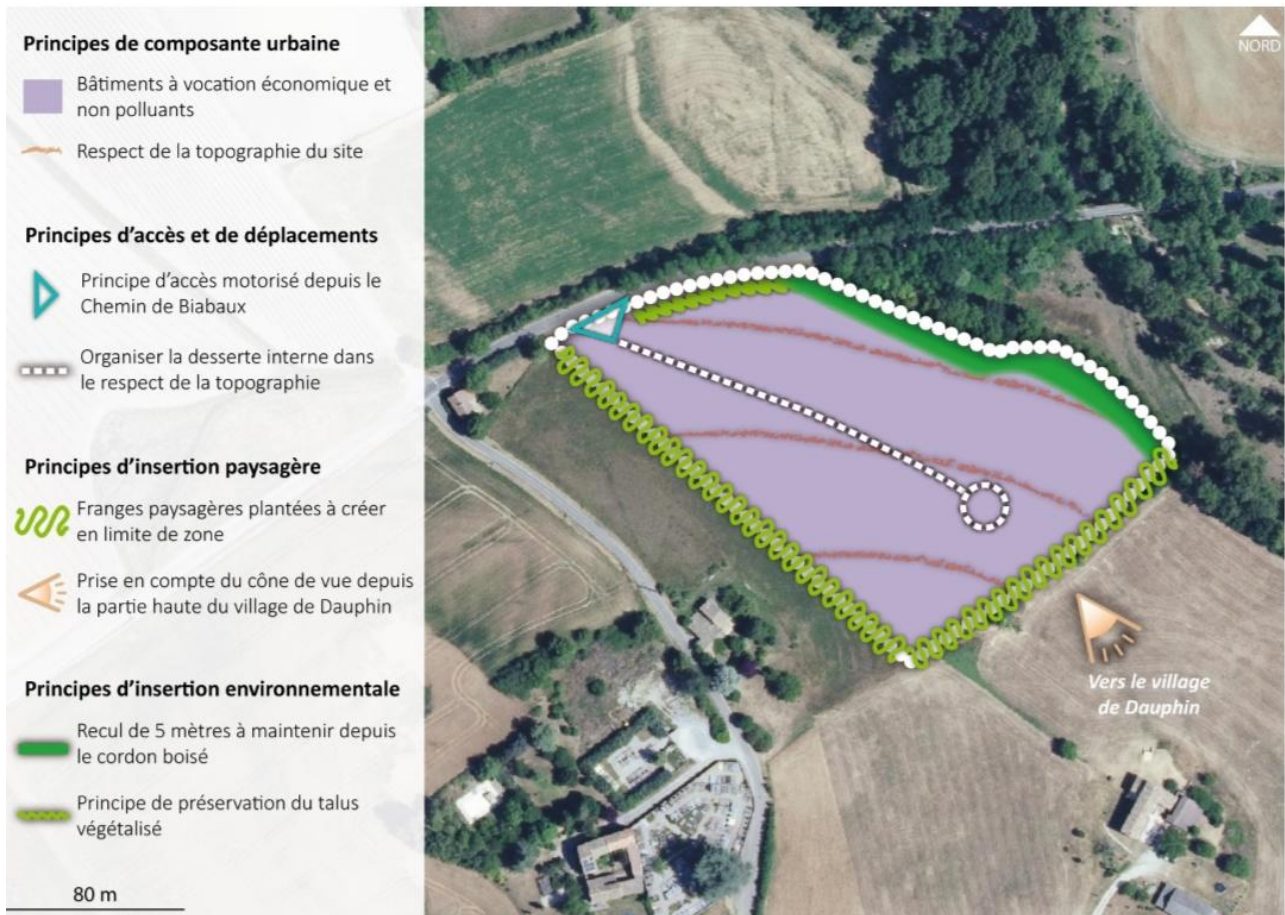 Principes de composante urbaine
Bâtiments à vocation économique et
non polluants
Respect de la topographie du site
Principes d'accès et de déplacements
Principe d'accès motorisé depuis le
Chemin de Biabaux
Organiser la desserte interne dans
le respect de la topographie
Principes d'insertion paysagère
Franges paysagères plantées à créer
en limite de zone
Prise en compte du cône de vue depuis
la partie haute du village de Dauphin
Principes d'insertion environnementale
Recul de 5 mètres à maintenir depuis
le cordon boisé
Principe de préservation du talus
végétalisé
80 m
NORD
Vers le village
de Dauphin